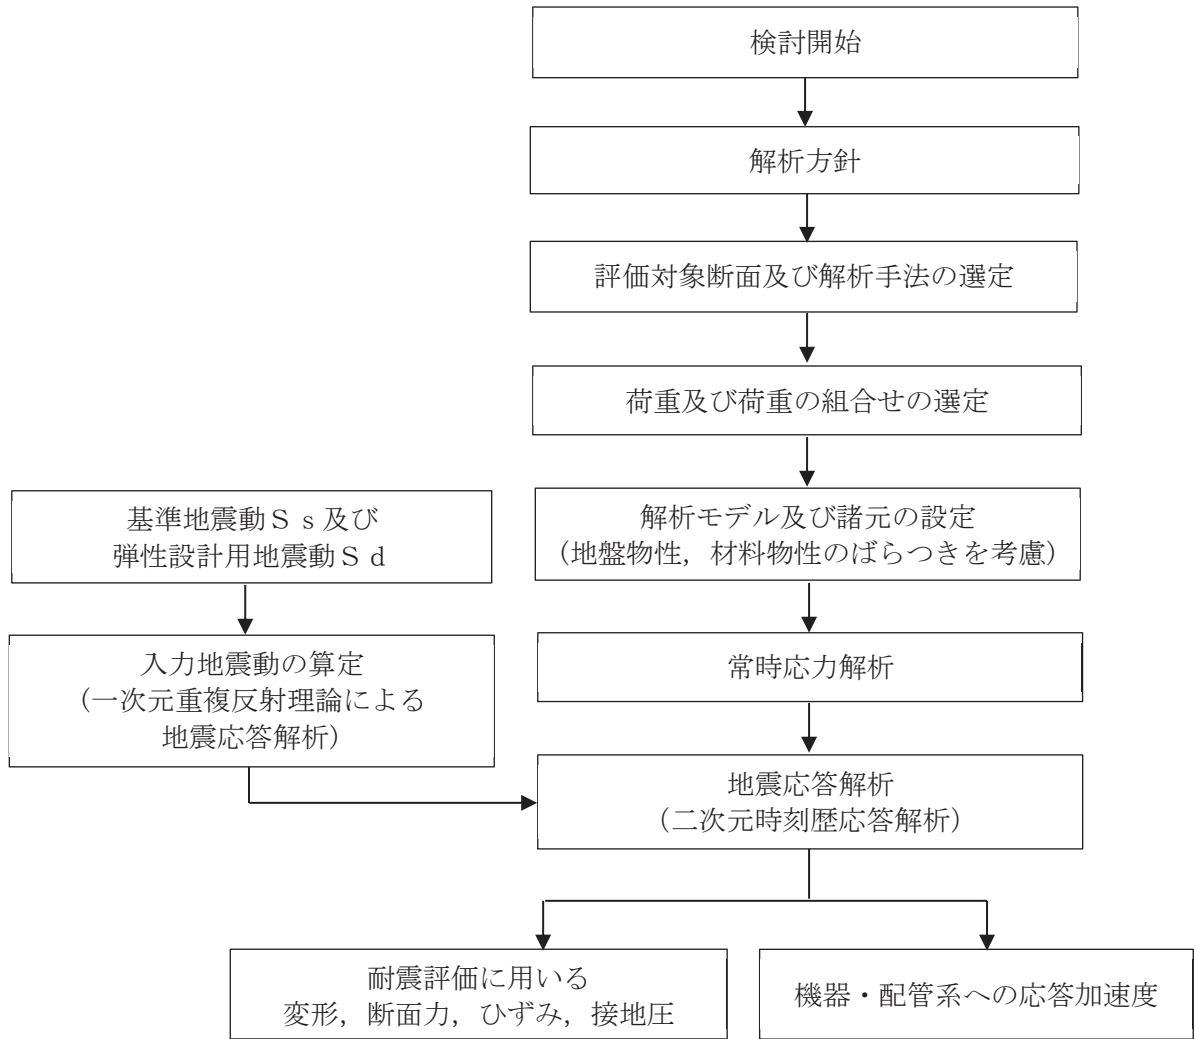 検討開始
解析方針
評価対象断面及び解析手法の選定
荷重及び荷重の組合せの選定
基準地震動Ｓｓ及び
弾性設計用地震動Ｓｄ
解析モデル及び諸元の設定
（地盤物性，材料物性のばらつきを考慮）
入力地震動の算定
（一次元重複反射理論による
地震応答解析）
常時応力解析
地震応答解析
（二次元時刻歴応答解析）
耐震評価に用いる
変形，断面力，ひずみ，接地圧
機器・配管系への応答加速度